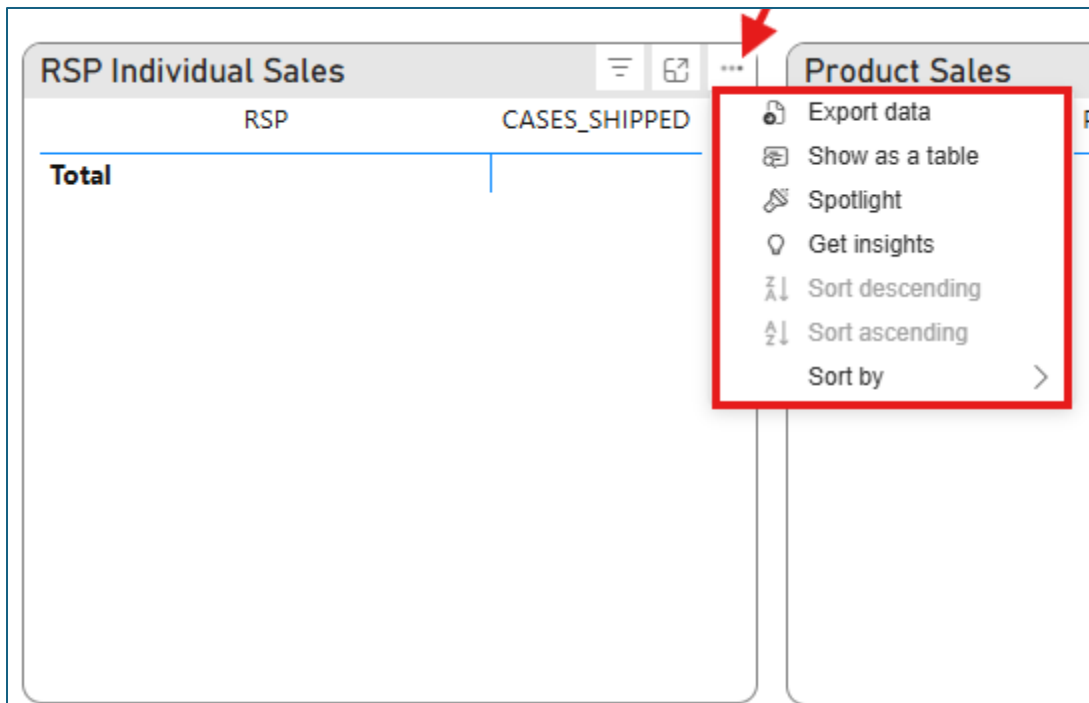 RSP Individual Sales
RSP CASES_SHIPPED
Total
Product Sales
Export data
Show as a table
Spotlight
Get insights
Sort descending
Sort ascending
Sort by